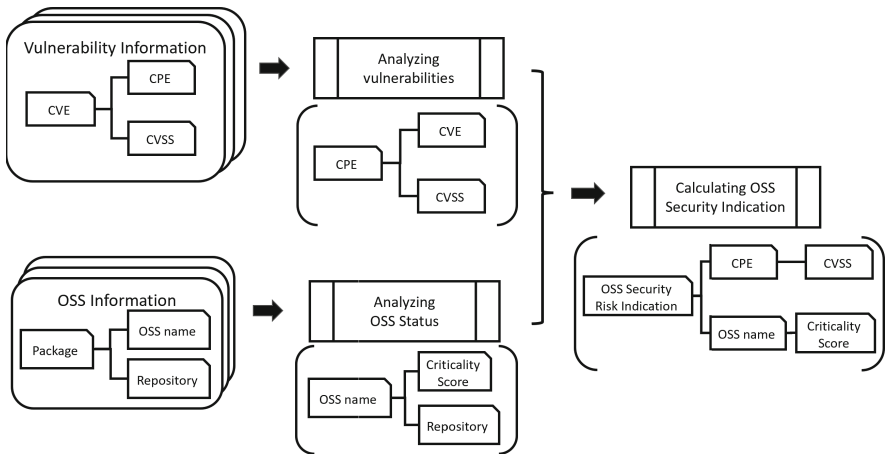 Vulnerability Information
CPE
CVE
CVSS
Analyzing
vulnerabilities
CVE
CPE
CVSS
OSS Information
OSS name
Package
Repository
Analyzing
OSS Status
Criticality
Score
OSS name
Repository
Calculating OSS
Security Indication
CPE
CVSS
OSS Security
Risk Indication
OSS name
Criticality
Score